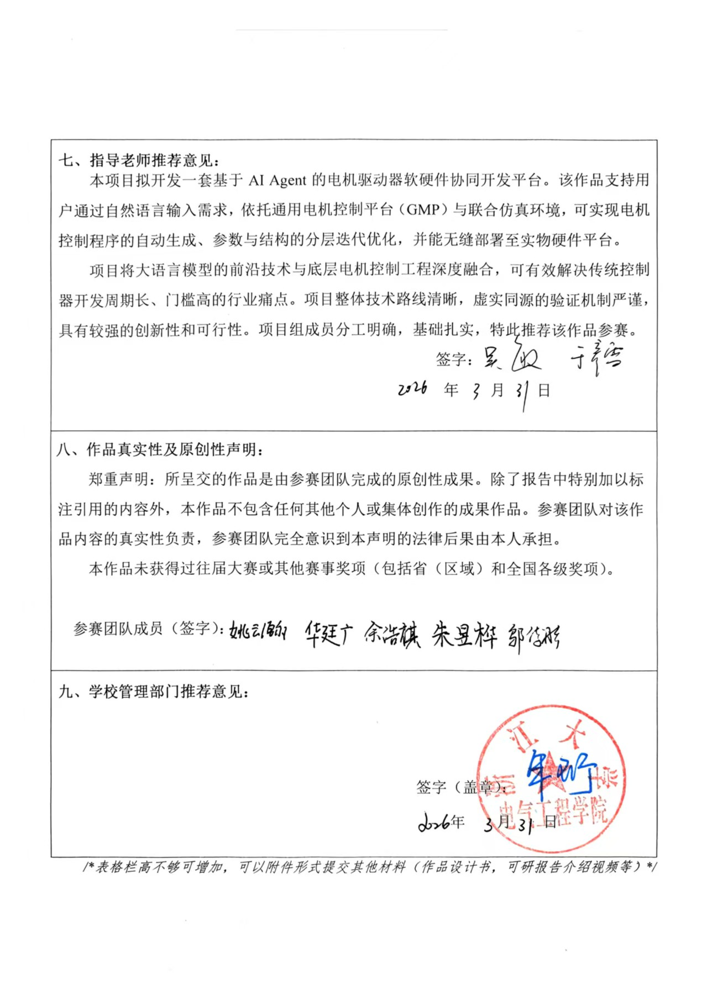 七、指导老师推荐意见：
本项目拟开发一套基于 AI Agent 的电机驱动器软硬件协同开发平台。该作品支持用
户通过自然语言输入需求，依托通用电机控制平台（GMP）与联合仿真环境，可实现电机
控制程序的自动生成、参数与结构的分层迭代优化，并能无缝部署至实物硬件平台。
项目将大语言模型的前沿技术与底层电机控制工程深度融合，可有效解决传统控制
器开发周期长、门槛高的行业痛点。项目整体技术路线清晰，虚实同源的验证机制严谨，
具有较强的创新性和可行性。项目组成员分工明确，基础扎实，特此推荐该作品参赛。
签字：吴敏
2026 年 3 月 31 日
八、作品真实性及原创性声明：
郑重声明：所呈交的作品是由参赛团队完成的原创性成果。除了报告中特别加以标
注引用的内容外，本作品不包含任何其他个人或集体创作的成果作品。参赛团队对该作
品内容的真实性负责，参赛团队完全意识到本声明的法律后果由本人承担。
本作品未获得过往届大赛或其他赛事奖项（包括省（区域）和全国各级奖项）。
参赛团队成员（签字）：华廷广 余浩祺 朱昱桦
九、学校管理部门推荐意见：
浙江大学
签字（盖章）：
电气工程学院
2026年 3月31日
/*表格栏高不够可增加，可以附件形式提交其他材料（作品设计书，可研报告介绍视频等）*/